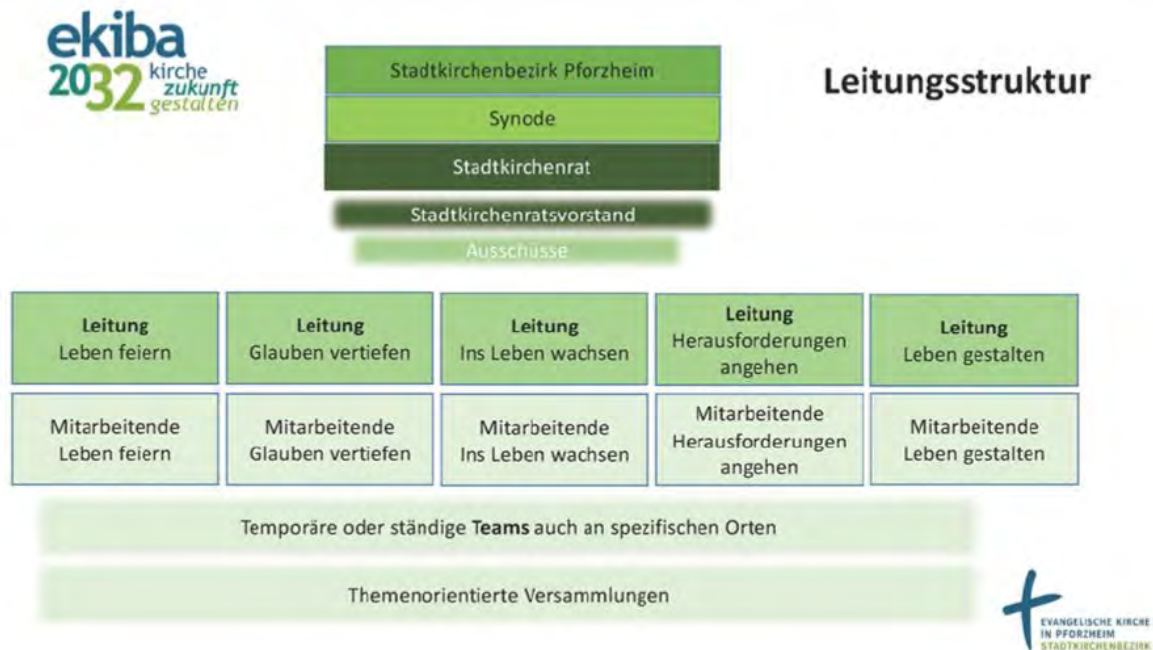 ekiba
2032 kirche
zukunft
gestalten
Leitungsstruktur
Stadtkirchenbezirk Pforzheim
Synode
Stadtkirchenrat
Stadtkirchenratsvorstand
Ausschüsse
Leitung
Leben feiern
Leitung
Glauben vertiefen
Leitung
Ins Leben wachsen
Leitung
Herausforderungen
angehen
Leitung
Leben gestalten
Mitarbeitende
Leben feiern
Mitarbeitende
Glauben vertiefen
Mitarbeitende
Ins Leben wachsen
Mitarbeitende
Herausforderungen
angehen
Mitarbeitende
Leben gestalten
Temporäre oder ständige Teams auch an spezifischen Orten
Themenorientierte Versammlungen
EVANGELISCHE KIRCHE
IN PFORZHEIM
STADTKIRCHENBEZIRK